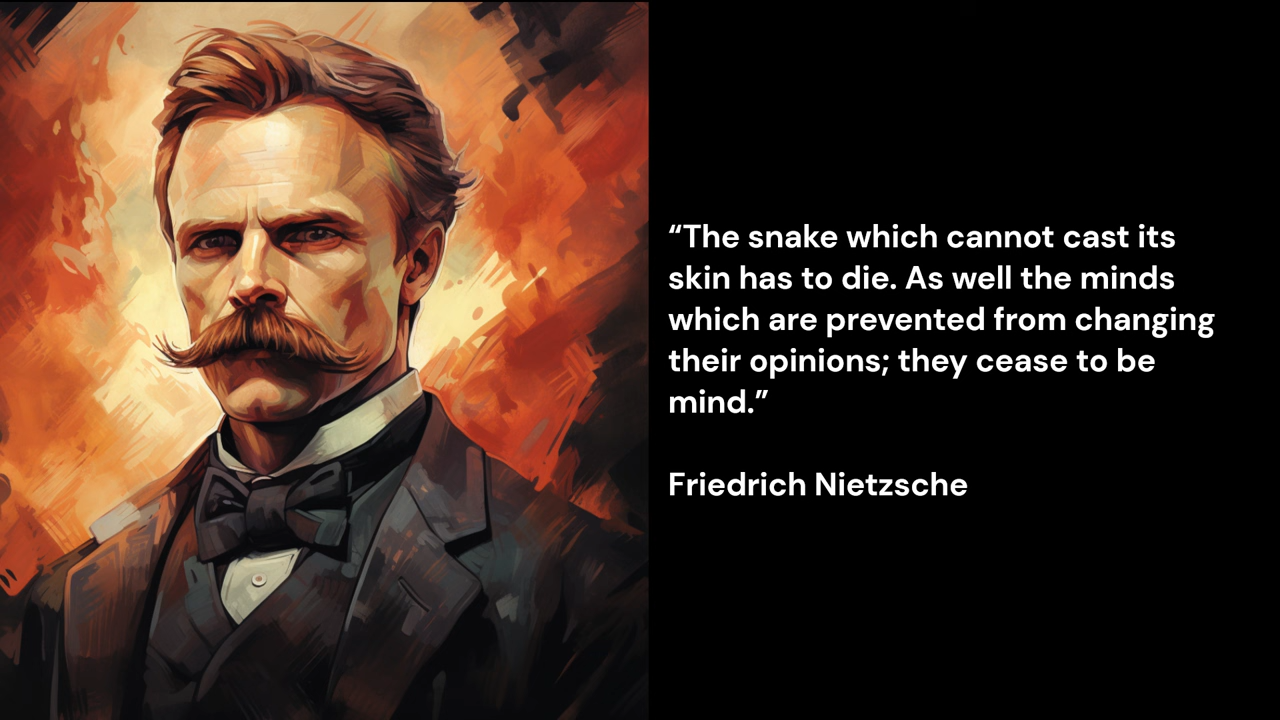 “The snake which cannot cast its
skin has to die. As well the minds
which are prevented from changing
their opinions; they cease to be
mind.”
Friedrich Nietzsche